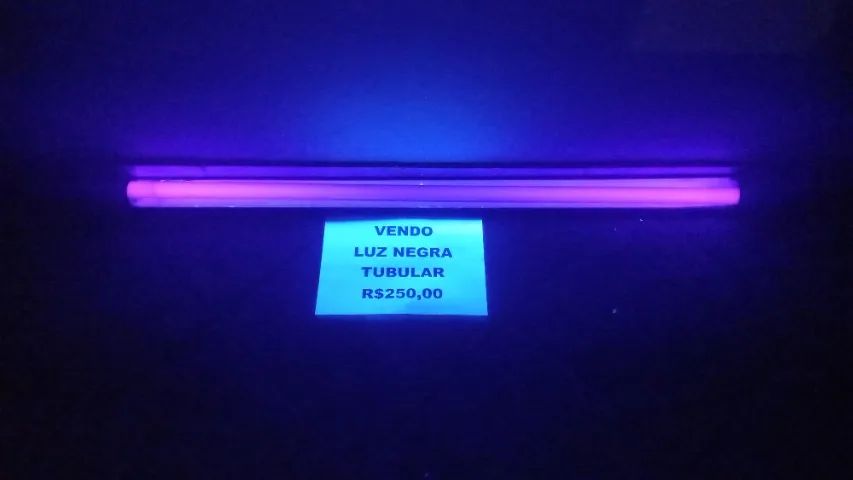 VENDO
LUZ NEGRA
TUBULAR
R$250,00